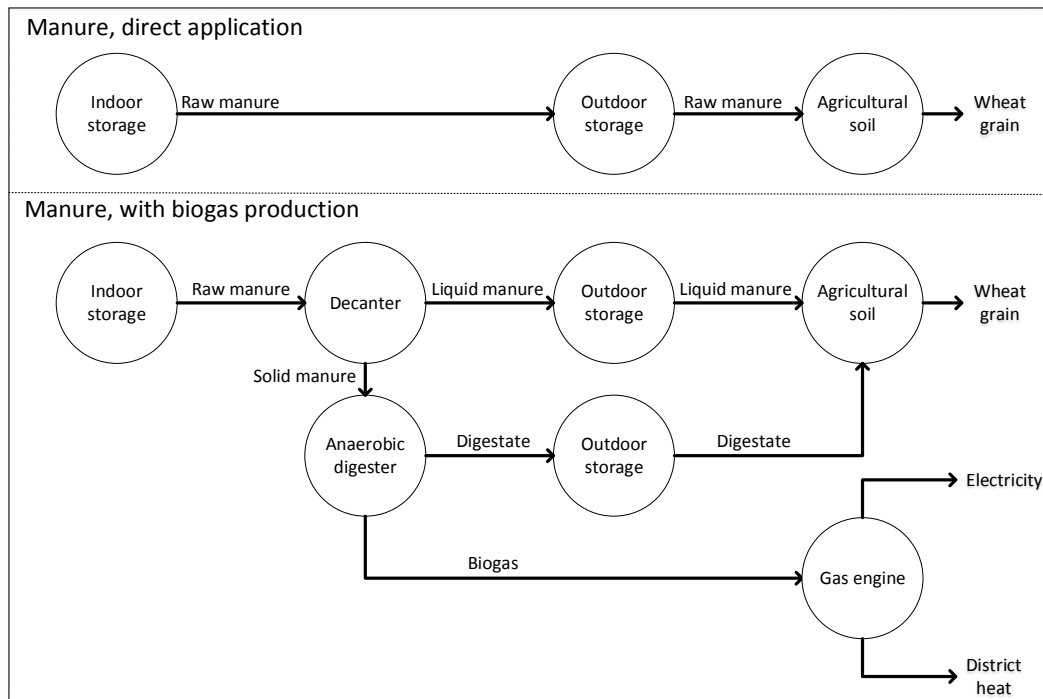 Manure, direct application
Indoor
storage
Raw manure
Outdoor
storage
Raw manure
Agricultural
soil
Wheat
grain
Manure, with biogas production
Indoor
storage
Raw manure
Decanter
Liquid manure
Outdoor
storage
Liquid manure
Agricultural
soil
Wheat
grain
Solid manure
Anaerobic
digester
Digestate
Outdoor
storage
Digestate
Electricity
Biogas
Gas engine
District
heat